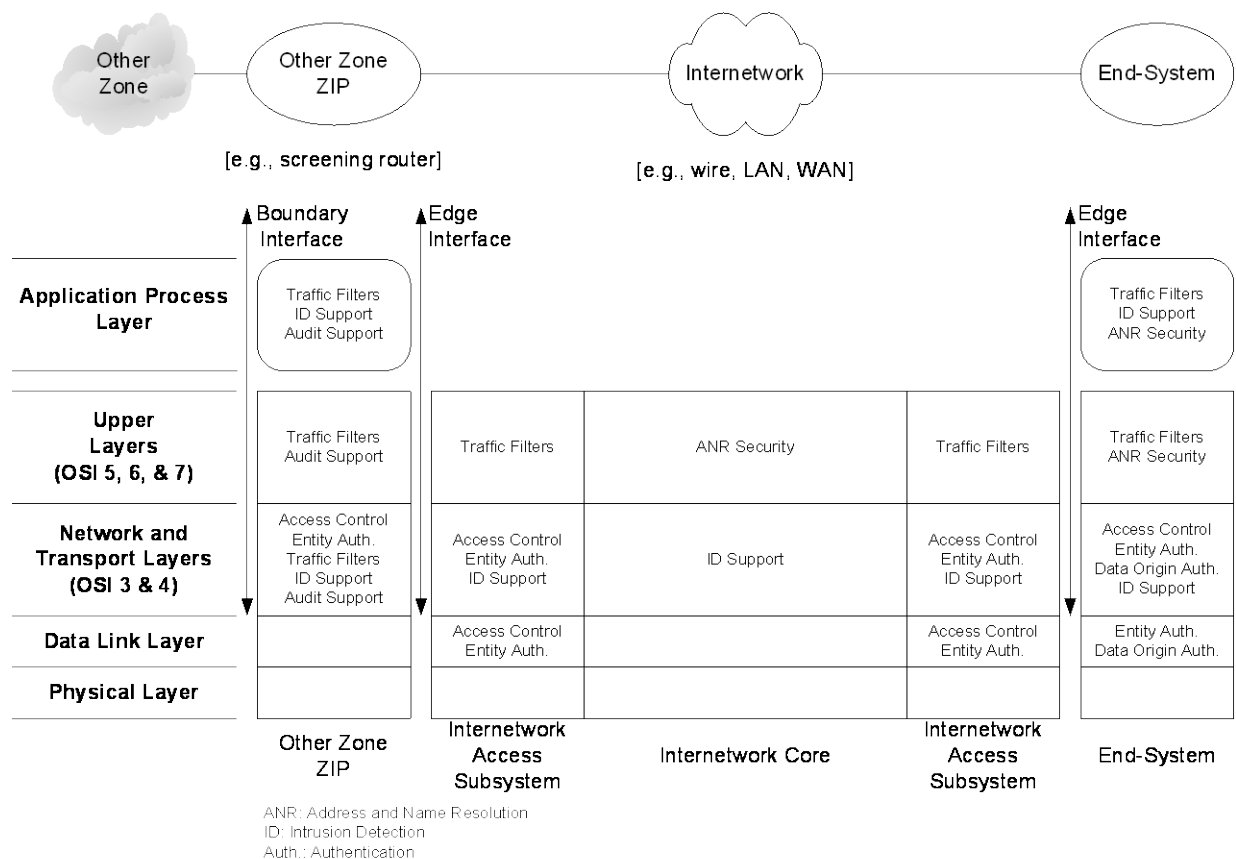 Other
Zone
Other Zone
ZIP
Internetwork
End-System
[e.g., screening router]
[e.g., wire, LAN, WAN]
Boundary
Interface
Edge
Interface
Edge
Interface
Application Process
Layer
Traffic Filters
ID Support
Audit Support
Traffic Filters
ID Support
ANR Security
Upper
Layers
(OSI 5, 6, & 7)
Traffic Filters
Audit Support
Traffic Filters
ANR Security
Traffic Filters
Traffic Filters
ANR Security
Network and
Transport Layers
(OSI 3 & 4)
Access Control
Entity Auth.
Traffic Filters
ID Support
Audit Support
Access Control
Entity Auth.
ID Support
ID Support
Access Control
Entity Auth.
ID Support
Access Control
Entity Auth.
Data Origin Auth.
ID Support
Data Link Layer
Access Control
Entity Auth.
Access Control
Entity Auth.
Entity Auth.
Data Origin Auth.
Physical Layer
Other Zone
ZIP
Internetwork
Access
Subsystem
Internetwork Core
Internetwork
Access
Subsystem
End-System
ANR: Address and Name Resolution
ID: Intrusion Detection
Auth.: Authentication